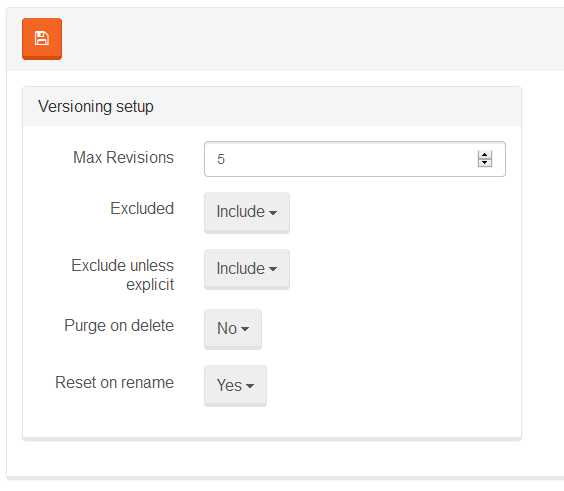 Versioning setup
Max Revisions 5
Excluded Include
Exclude unless Include
explicit
Purge on delete No
Reset on rename Yes